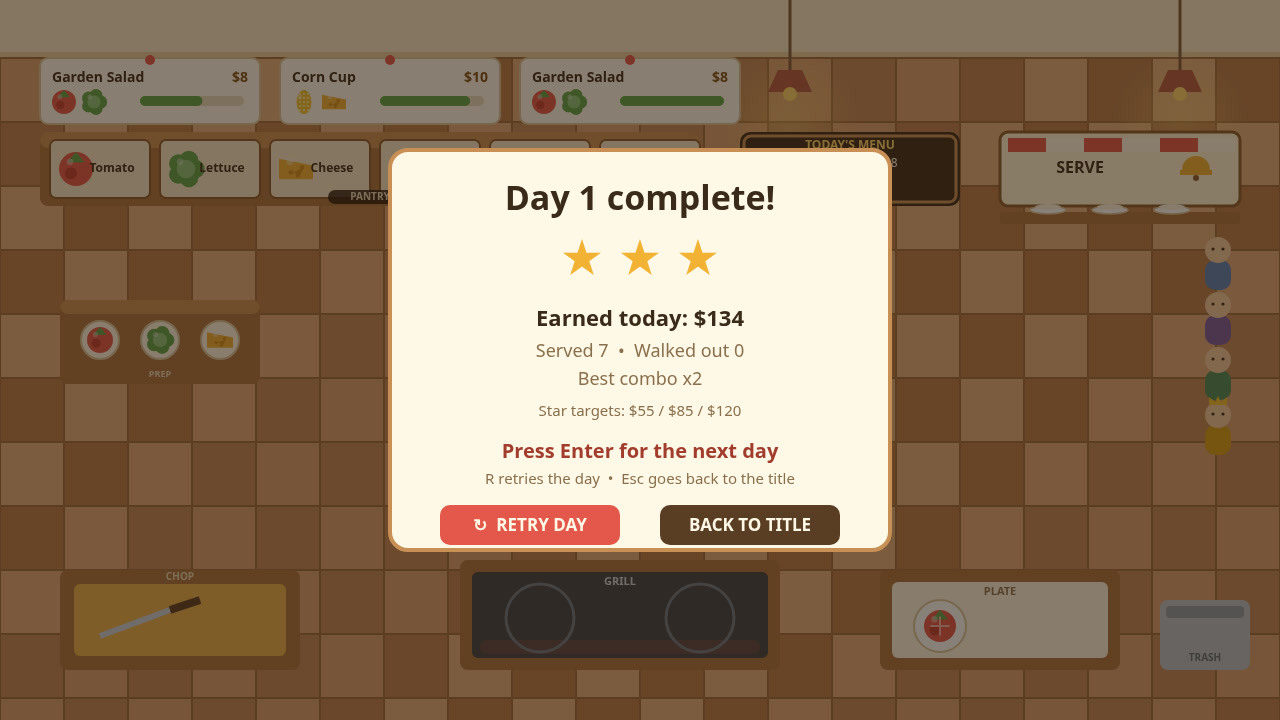 Garden Salad $8
Corn Cup $10
Garden Salad $8
Tomato
Lettuce
Cheese
PANTRY
TODAY'S MENU
8
SERVE
Day 1 complete!
Earned today: $134
Served 7 • Walked out 0
Best combo x2
Star targets: $55 / $85 / $120
Press Enter for the next day
R retries the day • Esc goes back to the title
↻ RETRY DAY
BACK TO TITLE
PREP
CHOP
GRILL
PLATE
TRASH